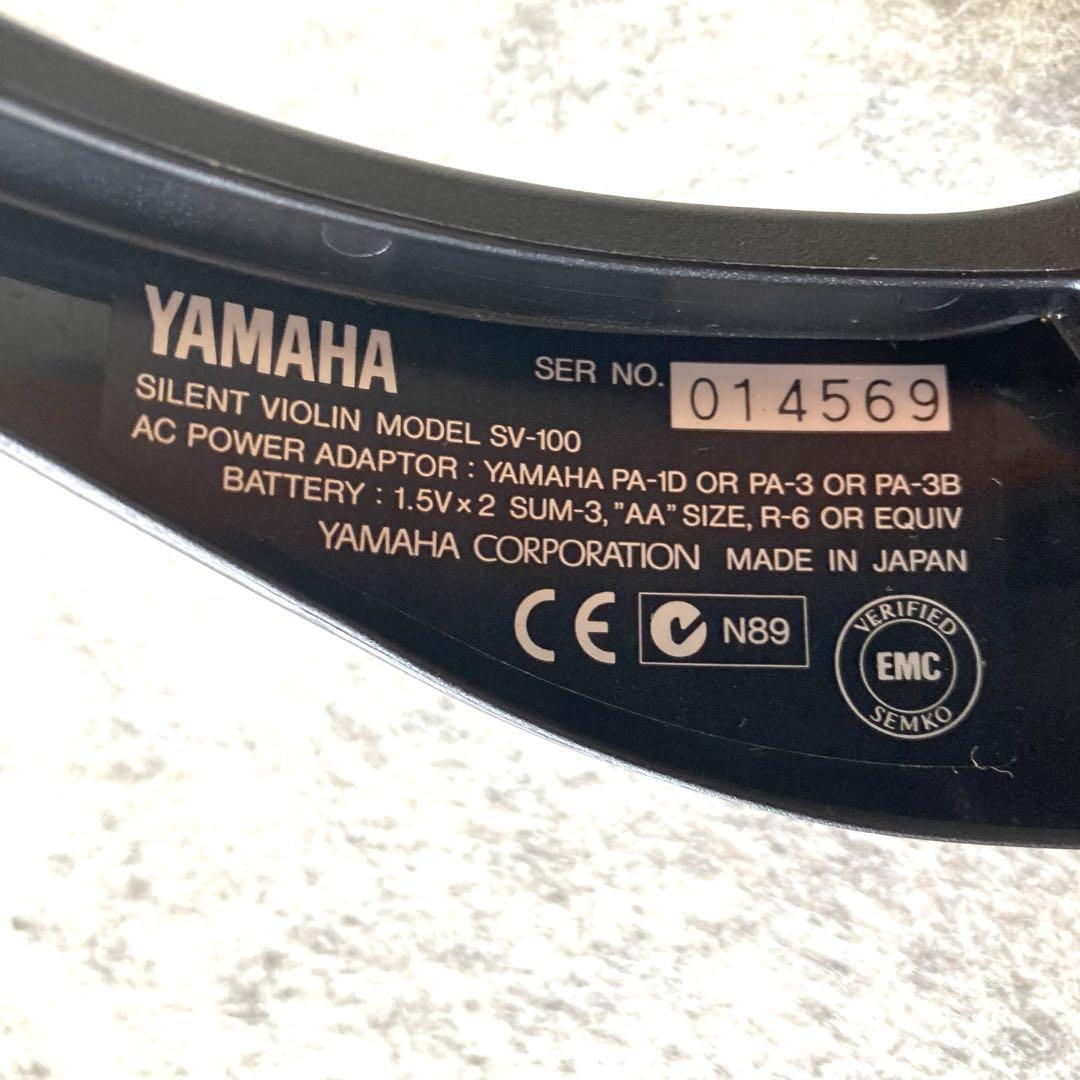 YAMAHA
SER NO. 014569
SILENT VIOLIN MODEL SV-100
AC POWER ADAPTOR : YAMAHA PA-1D OR PA-3 OR PA-3B
BATTERY : 1.5V×2 SUM-3, "AA" SIZE, R-6 OR EQUIV
YAMAHA CORPORATION MADE IN JAPAN
CE N89
VERIFIED
EMC
SEMKO